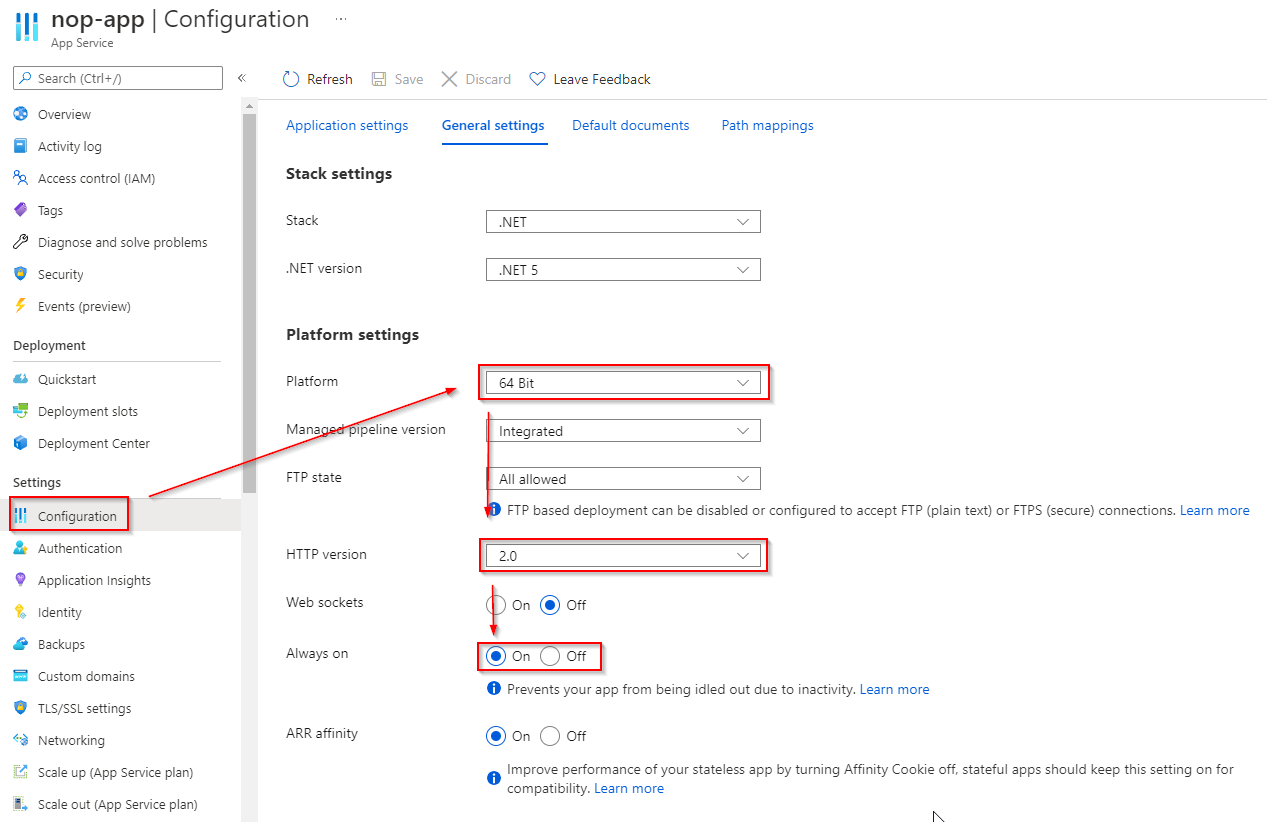 nop-app | Configuration ...
App Service
Search (Ctrl+/)
«
Overview
Activity log
Access control (IAM)
Tags
Diagnose and solve problems
Security
Events (preview)
Deployment
Quickstart
Deployment slots
Deployment Center
Settings
Configuration
Authentication
Application Insights
Identity
Backups
Custom domains
TLS/SSL settings
Networking
Scale up (App Service plan)
Scale out (App Service plan)
Refresh Save Discard Leave Feedback
Application settings General settings Default documents Path mappings
Stack settings
Stack .NET
.NET version .NET 5
Platform settings
Platform 64 Bit
Managed pipeline version Integrated
FTP state All allowed
FTP based deployment can be disabled or configured to accept FTP (plain text) or FTPS (secure) connections. Learn more
HTTP version 2.0
Web sockets On Off
Always on On Off
Prevents your app from being idled out due to inactivity. Learn more
ARR affinity On Off
Improve performance of your stateless app by turning Affinity Cookie off, stateful apps should keep this setting on for
compatibility. Learn more